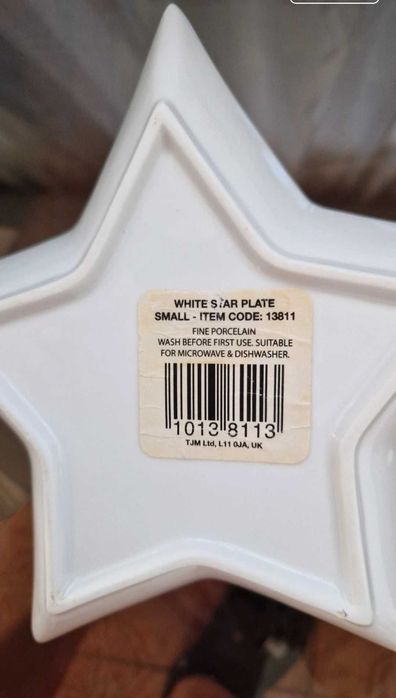 WHITE STAR PLATE
SMALL - ITEM CODE: 13811
FINE PORCELAIN
WASH BEFORE FIRST USE. SUITABLE
FOR MICROWAVE & DISHWASHER.
1013 8113
TJM Ltd, L11 0JA, UK